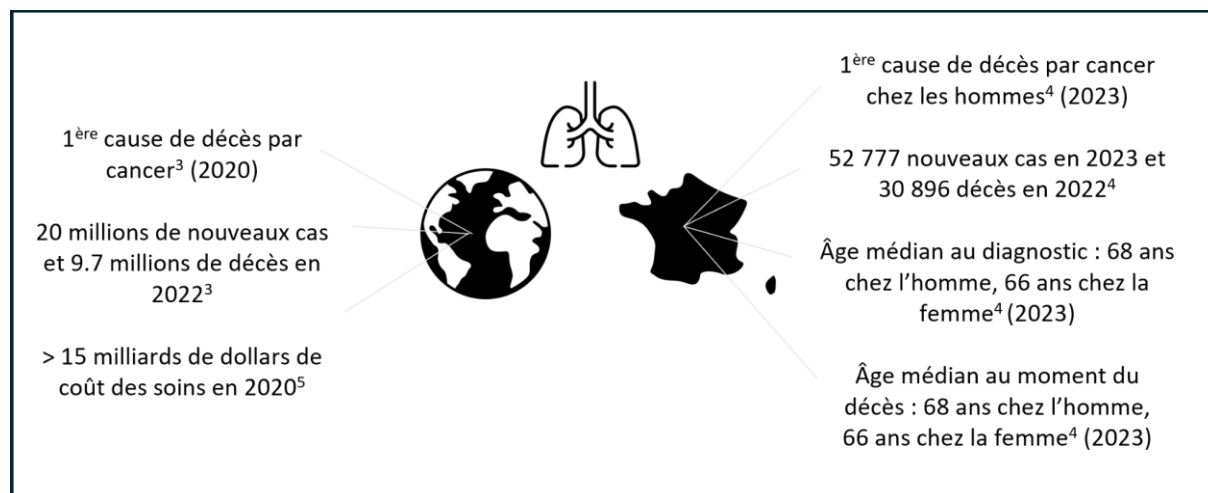 1ère cause de décès par
cancer³ (2020)
20 millions de nouveaux cas
et 9.7 millions de décès en
2022³
> 15 milliards de dollars de
coût des soins en 2020⁵
1ère cause de décès par cancer
chez les hommes⁴ (2023)
52 777 nouveaux cas en 2023 et
30 896 décès en 2022⁴
Âge médian au diagnostic : 68 ans
chez l’homme, 66 ans chez la
femme⁴ (2023)
Âge médian au moment du
décès : 68 ans chez l’homme,
66 ans chez la femme⁴ (2023)